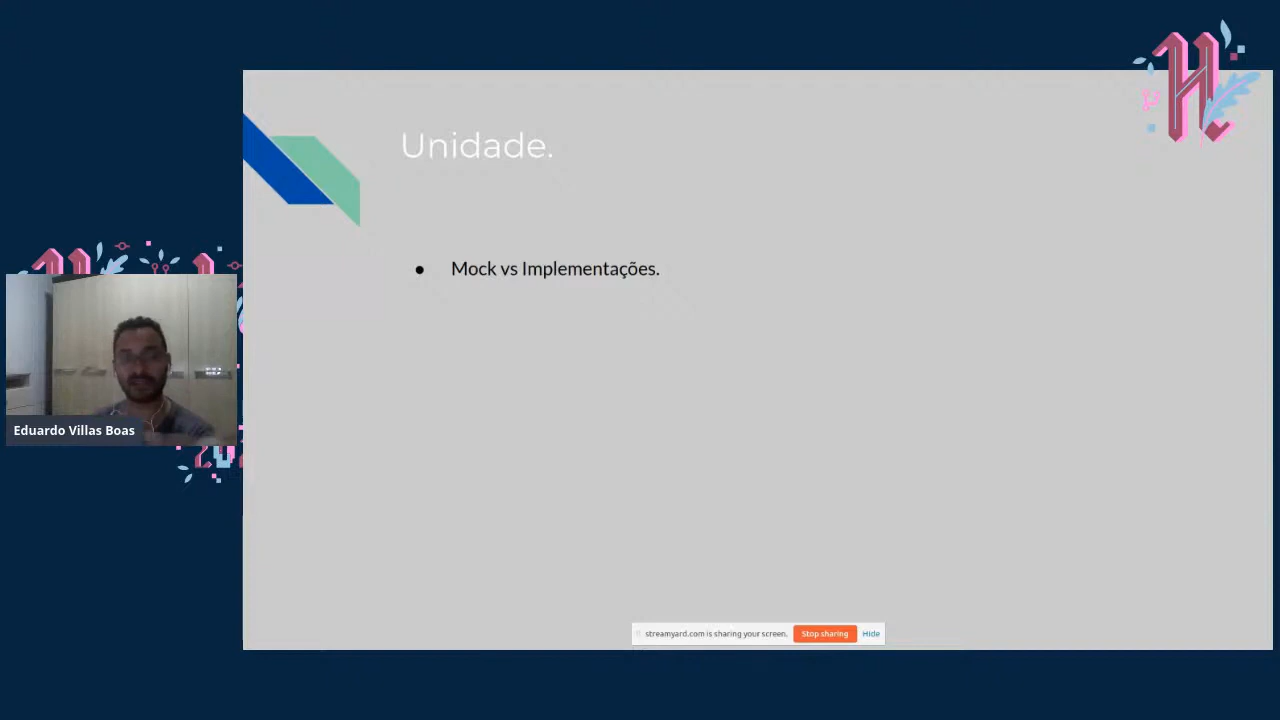 Unidade.
● Mock vs Implementações.
Eduardo Villas Boas
streamyard.com is sharing your screen. Stop sharing Hide